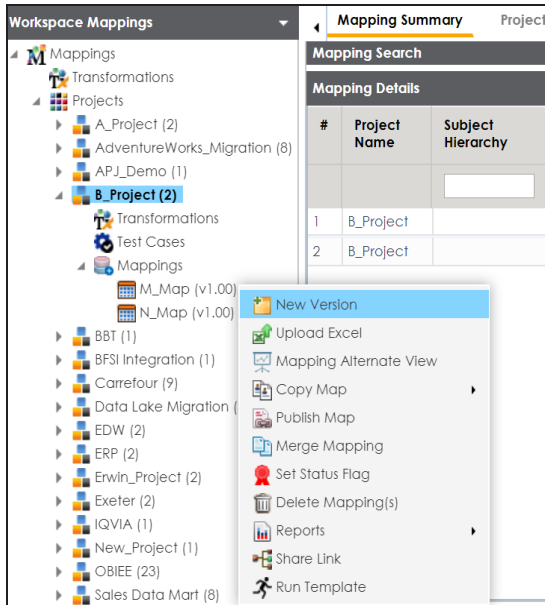 Workspace Mappings
Mappings
Transformations
Projects
A_Project (2)
AdventureWorks_Migration (8)
APJ_Demo (1)
B_Project (2)
Transformations
Test Cases
Mappings
M_Map (v1.00)
N_Map (v1.00)
BBT (1)
BFSI Integration (1)
Carrefour (9)
Data Lake Migration (
EDW (2)
ERP (2)
Erwin_Project (2)
Exeter (2)
IQVIA (1)
New_Project (1)
OBIEE (23)
Sales Data Mart (8)
Mapping Summary Project
Mapping Search
Mapping Details
# Project Name Subject Hierarchy
1 B_Project
2 B_Project
New Version
Upload Excel
Mapping Alternate View
Copy Map
Publish Map
Merge Mapping
Set Status Flag
Delete Mapping(s)
Reports
Share Link
Run Template